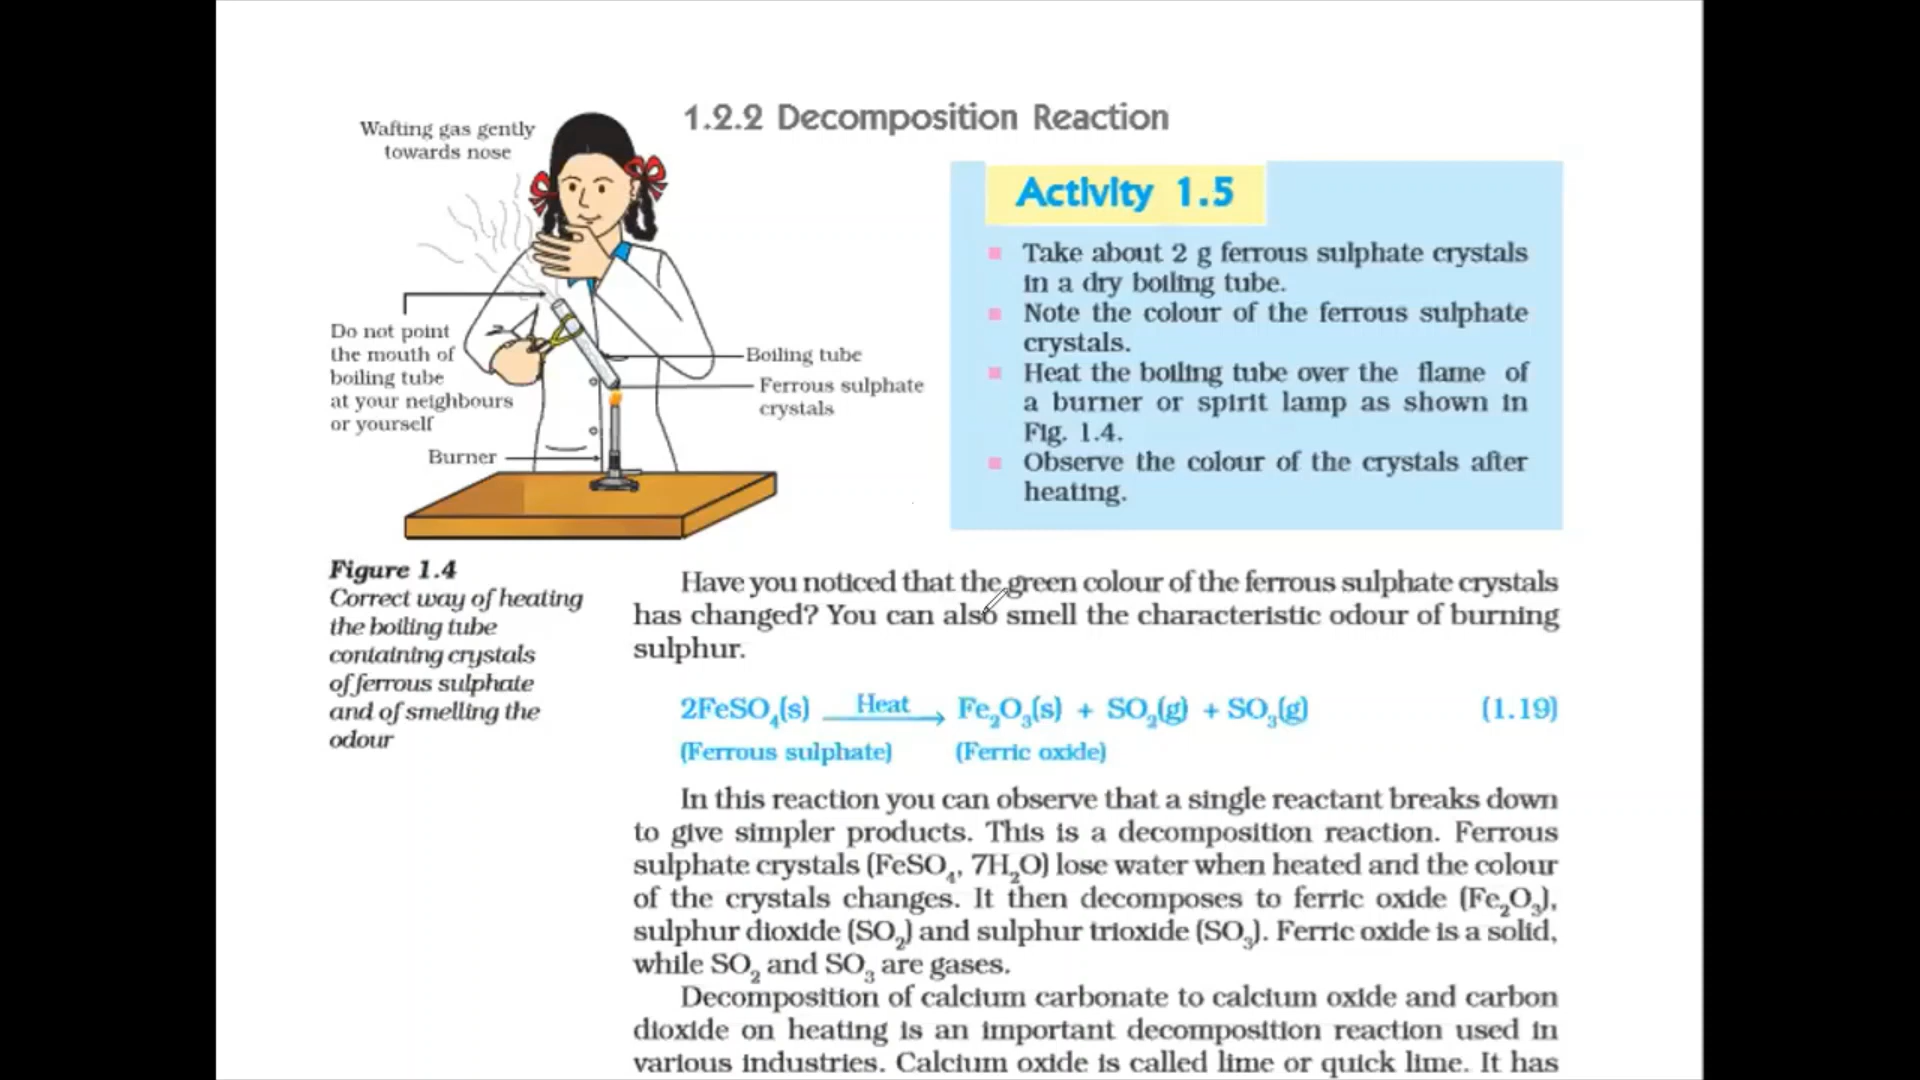 1.2.2 Decomposition Reaction
Wafting gas gently
towards nose
Do not point
the mouth of
boiling tube
at your neighbours
or yourself
Boiling tube
Ferrous sulphate
crystals
Burner
Figure 1.4
Correct way of heating
the boiling tube
containing crystals
of ferrous sulphate
and of smelling the
odour
Activity 1.5
Take about 2 g ferrous sulphate crystals
in a dry boiling tube.
Note the colour of the ferrous sulphate
crystals.
Heat the boiling tube over the flame of
a burner or spirit lamp as shown in
Fig. 1.4.
Observe the colour of the crystals after
heating.
Have you noticed that the green colour of the ferrous sulphate crystals
has changed? You can also smell the characteristic odour of burning
sulphur.
2FeSO₄(s) Heat → Fe₂O₃(s) + SO₂(g) + SO₃(g) (1.19)
(Ferrous sulphate) (Ferric oxide)
In this reaction you can observe that a single reactant breaks down
to give simpler products. This is a decomposition reaction. Ferrous
sulphate crystals (FeSO₄, 7H₂O) lose water when heated and the colour
of the crystals changes. It then decomposes to ferric oxide (Fe₂O₃),
sulphur dioxide (SO₂) and sulphur trioxide (SO₃). Ferric oxide is a solid,
while SO₂ and SO₃ are gases.
Decomposition of calcium carbonate to calcium oxide and carbon
dioxide on heating is an important decomposition reaction used in
various industries. Calcium oxide is called lime or quick lime. It has